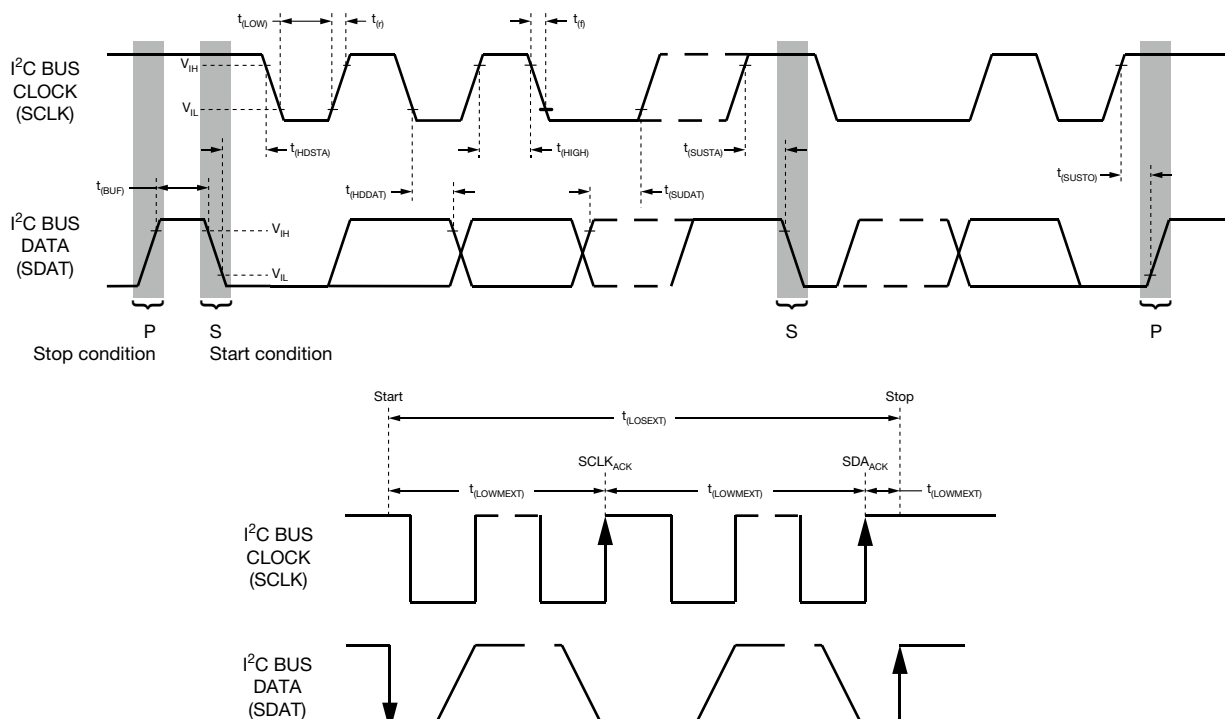 t(LOW) t(r) t(f)
I²C BUS
CLOCK
(SCLK)
VIH
VIL
t(HDSTA) t(HIGH) t(SUSTA)
t(BUF) t(HDDAT) t(SUDAT) t(SUSTO)
I²C BUS
DATA
(SDAT)
VIH
VIL
P S S P
Stop condition Start condition
Start Stop
t(LOSEXT)
SCLKACK SDAACK
t(LOWMEXT) t(LOWMEXT) t(LOWMEXT)
I²C BUS
CLOCK
(SCLK)
I²C BUS
DATA
(SDAT)